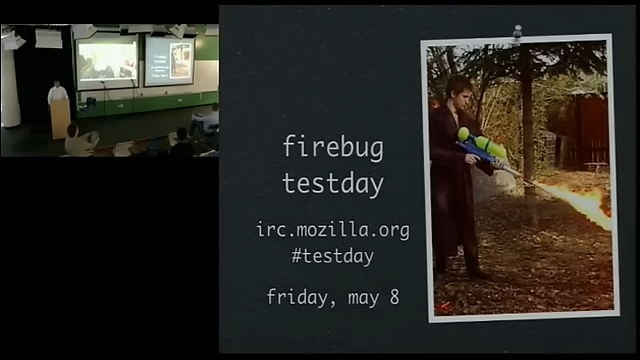 firebug
testday
irc.mozilla.org
#testday
friday, may 8